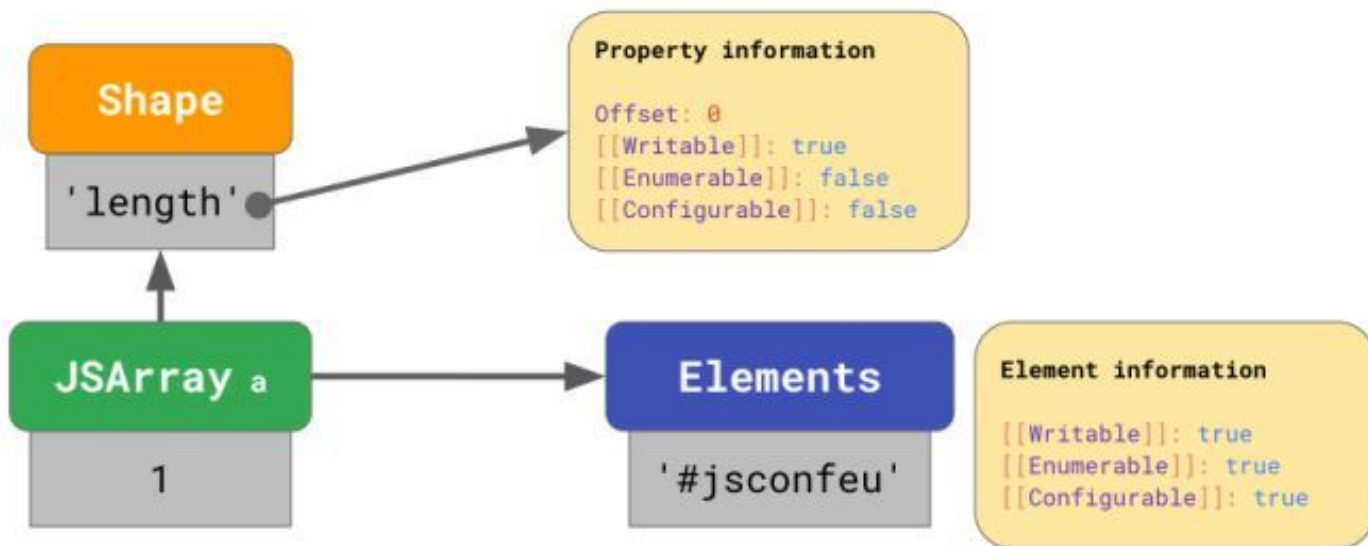 Shape
'length'
Property information
Offset: 0
[[Writable]]: true
[[Enumerable]]: false
[[Configurable]]: false
JSArray a
1
Elements
'#jsconfeu'
Element information
[[Writable]]: true
[[Enumerable]]: true
[[Configurable]]: true